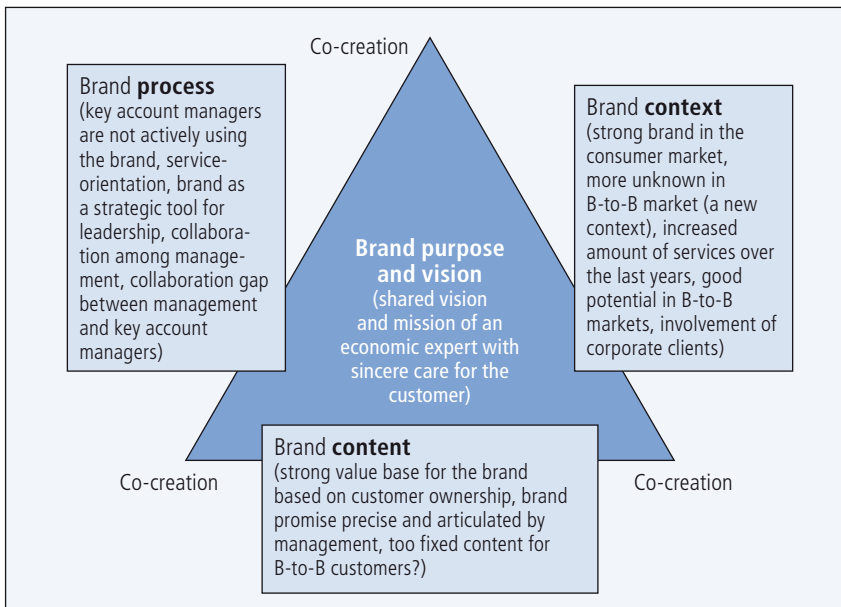 Co-creation
Brand process
(key account managers
are not actively using
the brand, service-
orientation, brand as
a strategic tool for
leadership, collabora-
tion among manage-
ment, collaboration gap
between management
and key account
managers)
Brand context
(strong brand in the
consumer market,
more unknown in
B-to-B market (a new
context), increased
amount of services over
the last years, good
potential in B-to-B
markets, involvement of
corporate clients)
Brand purpose
and vision
(shared vision
and mission of an
economic expert with
sincere care for the
customer)
Brand content
(strong value base for the brand
based on customer ownership, brand
promise precise and articulated by
management, too fixed content for
B-to-B customers?)
Co-creation
Co-creation